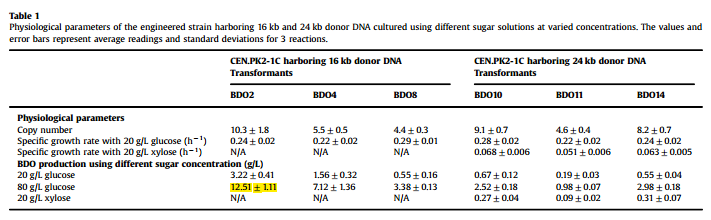 Table 1
Physiological parameters of the engineered strain harboring 16 kb and 24 kb donor DNA cultured using different sugar solutions at varied concentrations. The values and
error bars represent average readings and standard deviations for 3 reactions.
CEN.PK2-1C harboring 16 kb donor DNA CEN.PK2-1C harboring 24 kb donor DNA
Transformants Transformants
BDO2 BDO4 BDO8 BDO10 BDO11 BDO14
Physiological parameters
Copy number 10.3 ± 1.8 5.5 ± 0.5 4.4 ± 0.3 9.1 ± 0.7 4.6 ± 0.4 8.2 ± 0.7
Specific growth rate with 20 g/L glucose (h⁻¹) 0.24 ± 0.02 0.22 ± 0.02 0.29 ± 0.01 0.28 ± 0.02 0.22 ± 0.02 0.24 ± 0.02
Specific growth rate with 20 g/L xylose (h⁻¹) N/A N/A N/A 0.068 ± 0.006 0.051 ± 0.006 0.063 ± 0.005
BDO production using different sugar concentration (g/L)
20 g/L glucose 3.22 ± 0.41 1.56 ± 0.32 0.55 ± 0.16 0.67 ± 0.12 0.19 ± 0.03 0.55 ± 0.04
80 g/L glucose 12.51 ± 1.11 7.12 ± 1.36 3.38 ± 0.13 2.52 ± 0.18 0.98 ± 0.07 2.98 ± 0.18
20 g/L xylose N/A N/A N/A 0.27 ± 0.04 0.09 ± 0.02 0.31 ± 0.07